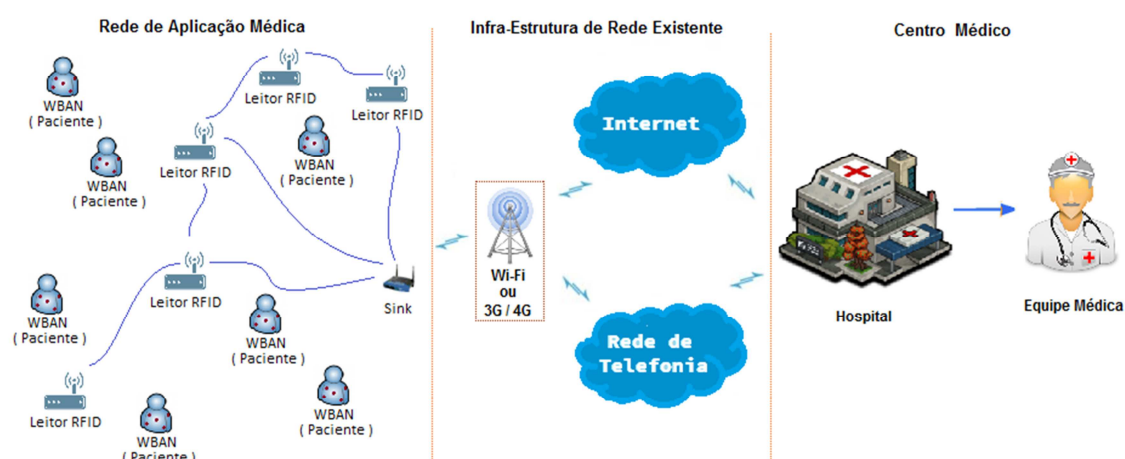 Rede de Aplicação Médica
Infra-Estrutura de Rede Existente
Centro Médico
WBAN
( Paciente )
Leitor RFID
Leitor RFID
WBAN
( Paciente )
Leitor RFID
WBAN
( Paciente )
Leitor RFID
Sink
WBAN
( Paciente )
WBAN
( Paciente )
Leitor RFID
WBAN
( Paciente )
WBAN
( Paciente )
Internet
Wi-Fi
ou
3G / 4G
Rede de
Telefonia
Hospital
Equipe Médica